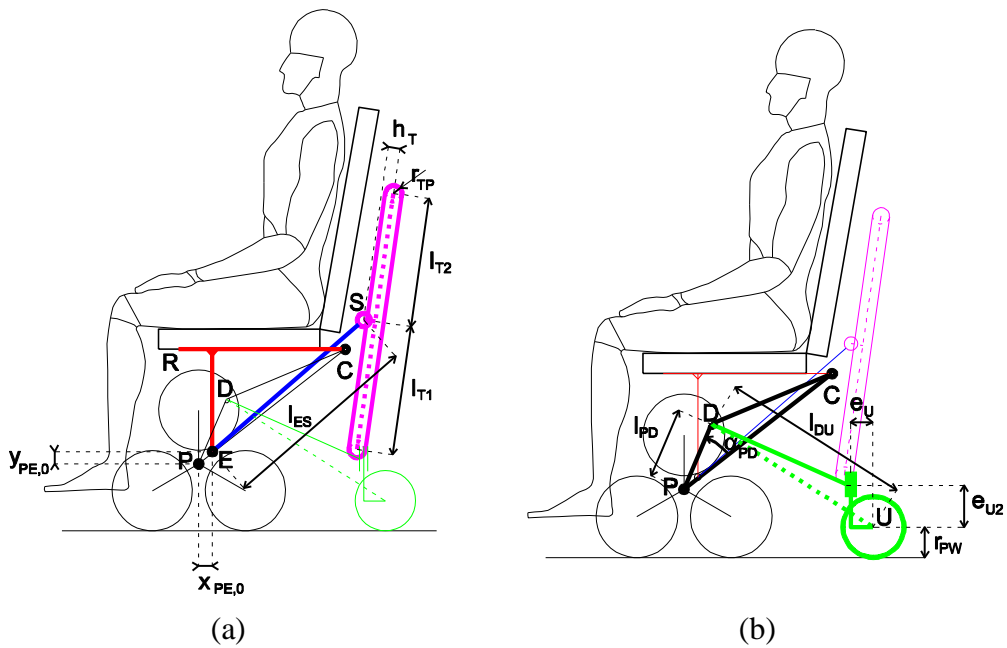 h_T
r_TP
l_T2
S
R
C
D
l_T1
l_ES
y_PE,0
P
E
x_PE,0
(a)
C
e_U
D
l_PD
l_DU
α_PD
P
e_U2
U
r_PW
(b)